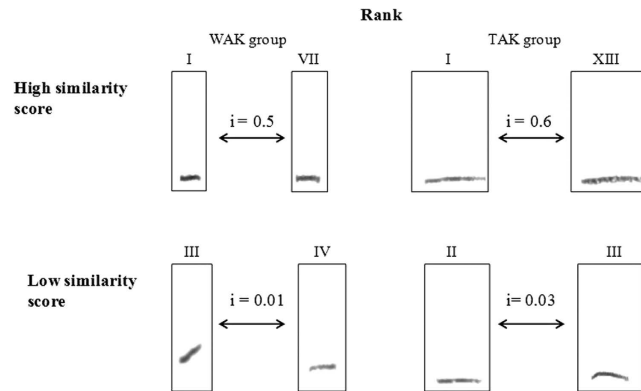 Rank
WAK group TAK group
I VII I XIII
High similarity
score
i = 0.5 i = 0.6
III IV II III
Low similarity
score
i = 0.01 i= 0.03